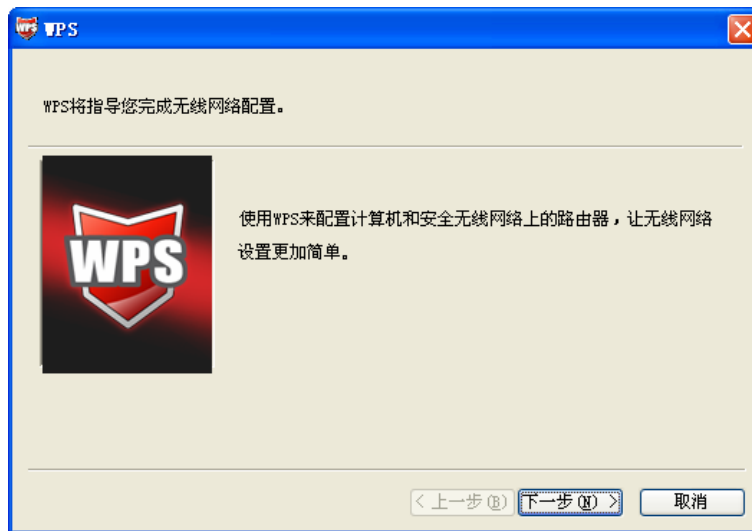 WPS
WPS将指导您完成无线网络配置。
WPS
使用WPS来配置计算机和安全无线网络上的路由器，让无线网络
设置更加简单。
< 上一步(B)
下一步(N) >
取消